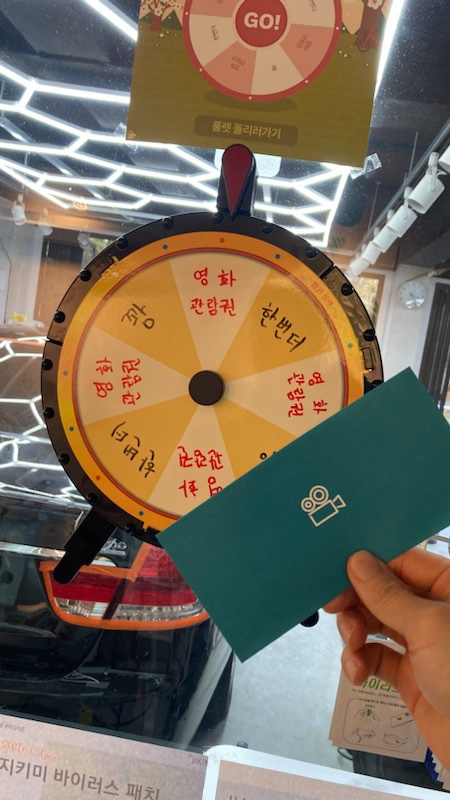 GO!
룰렛 돌리러가기
영화
관람권
한번더
영화
관람권
영화
관람권
한번더
영화
관람권
꽝
지키미 바이러스 패치